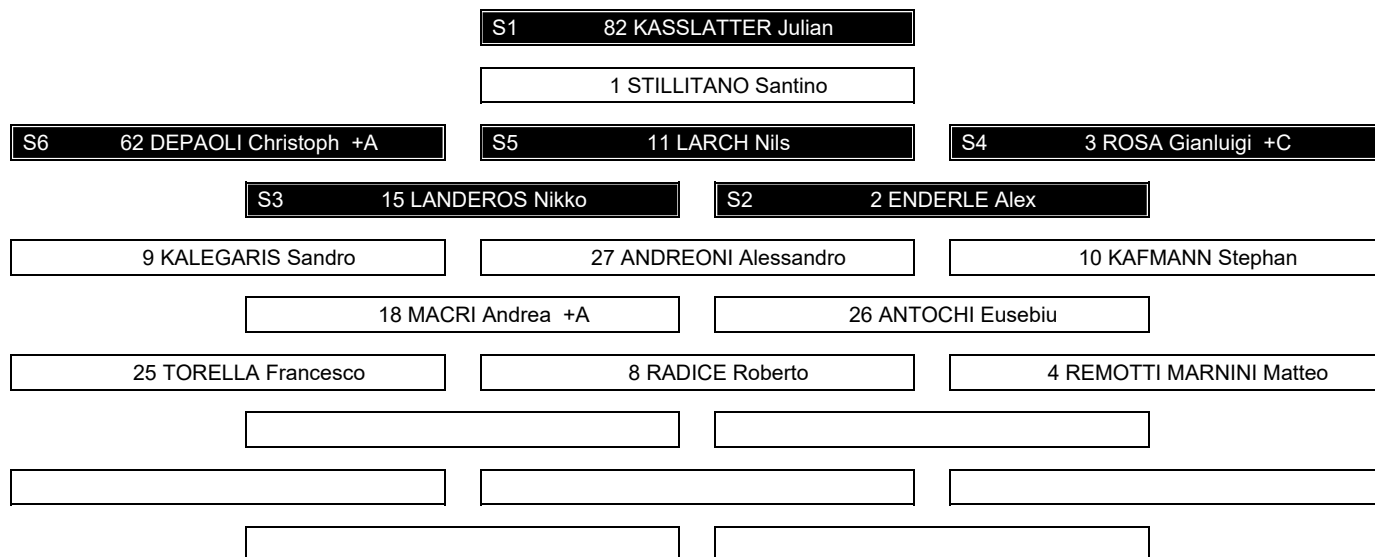 S1 82 KASSLATTER Julian
1 STILLITANO Santino
S6 62 DEPAOLI Christoph +A
S5 11 LARCH Nils
S4 3 ROSA Gianluigi +C
S3 15 LANDEROS Nikko
S2 2 ENDERLE Alex
9 KALEGARIS Sandro
27 ANDREONI Alessandro
10 KAFMANN Stephan
18 MACRI Andrea +A
26 ANTOCHI Eusebiu
25 TORELLA Francesco
8 RADICE Roberto
4 REMOTTI MARNINI Matteo